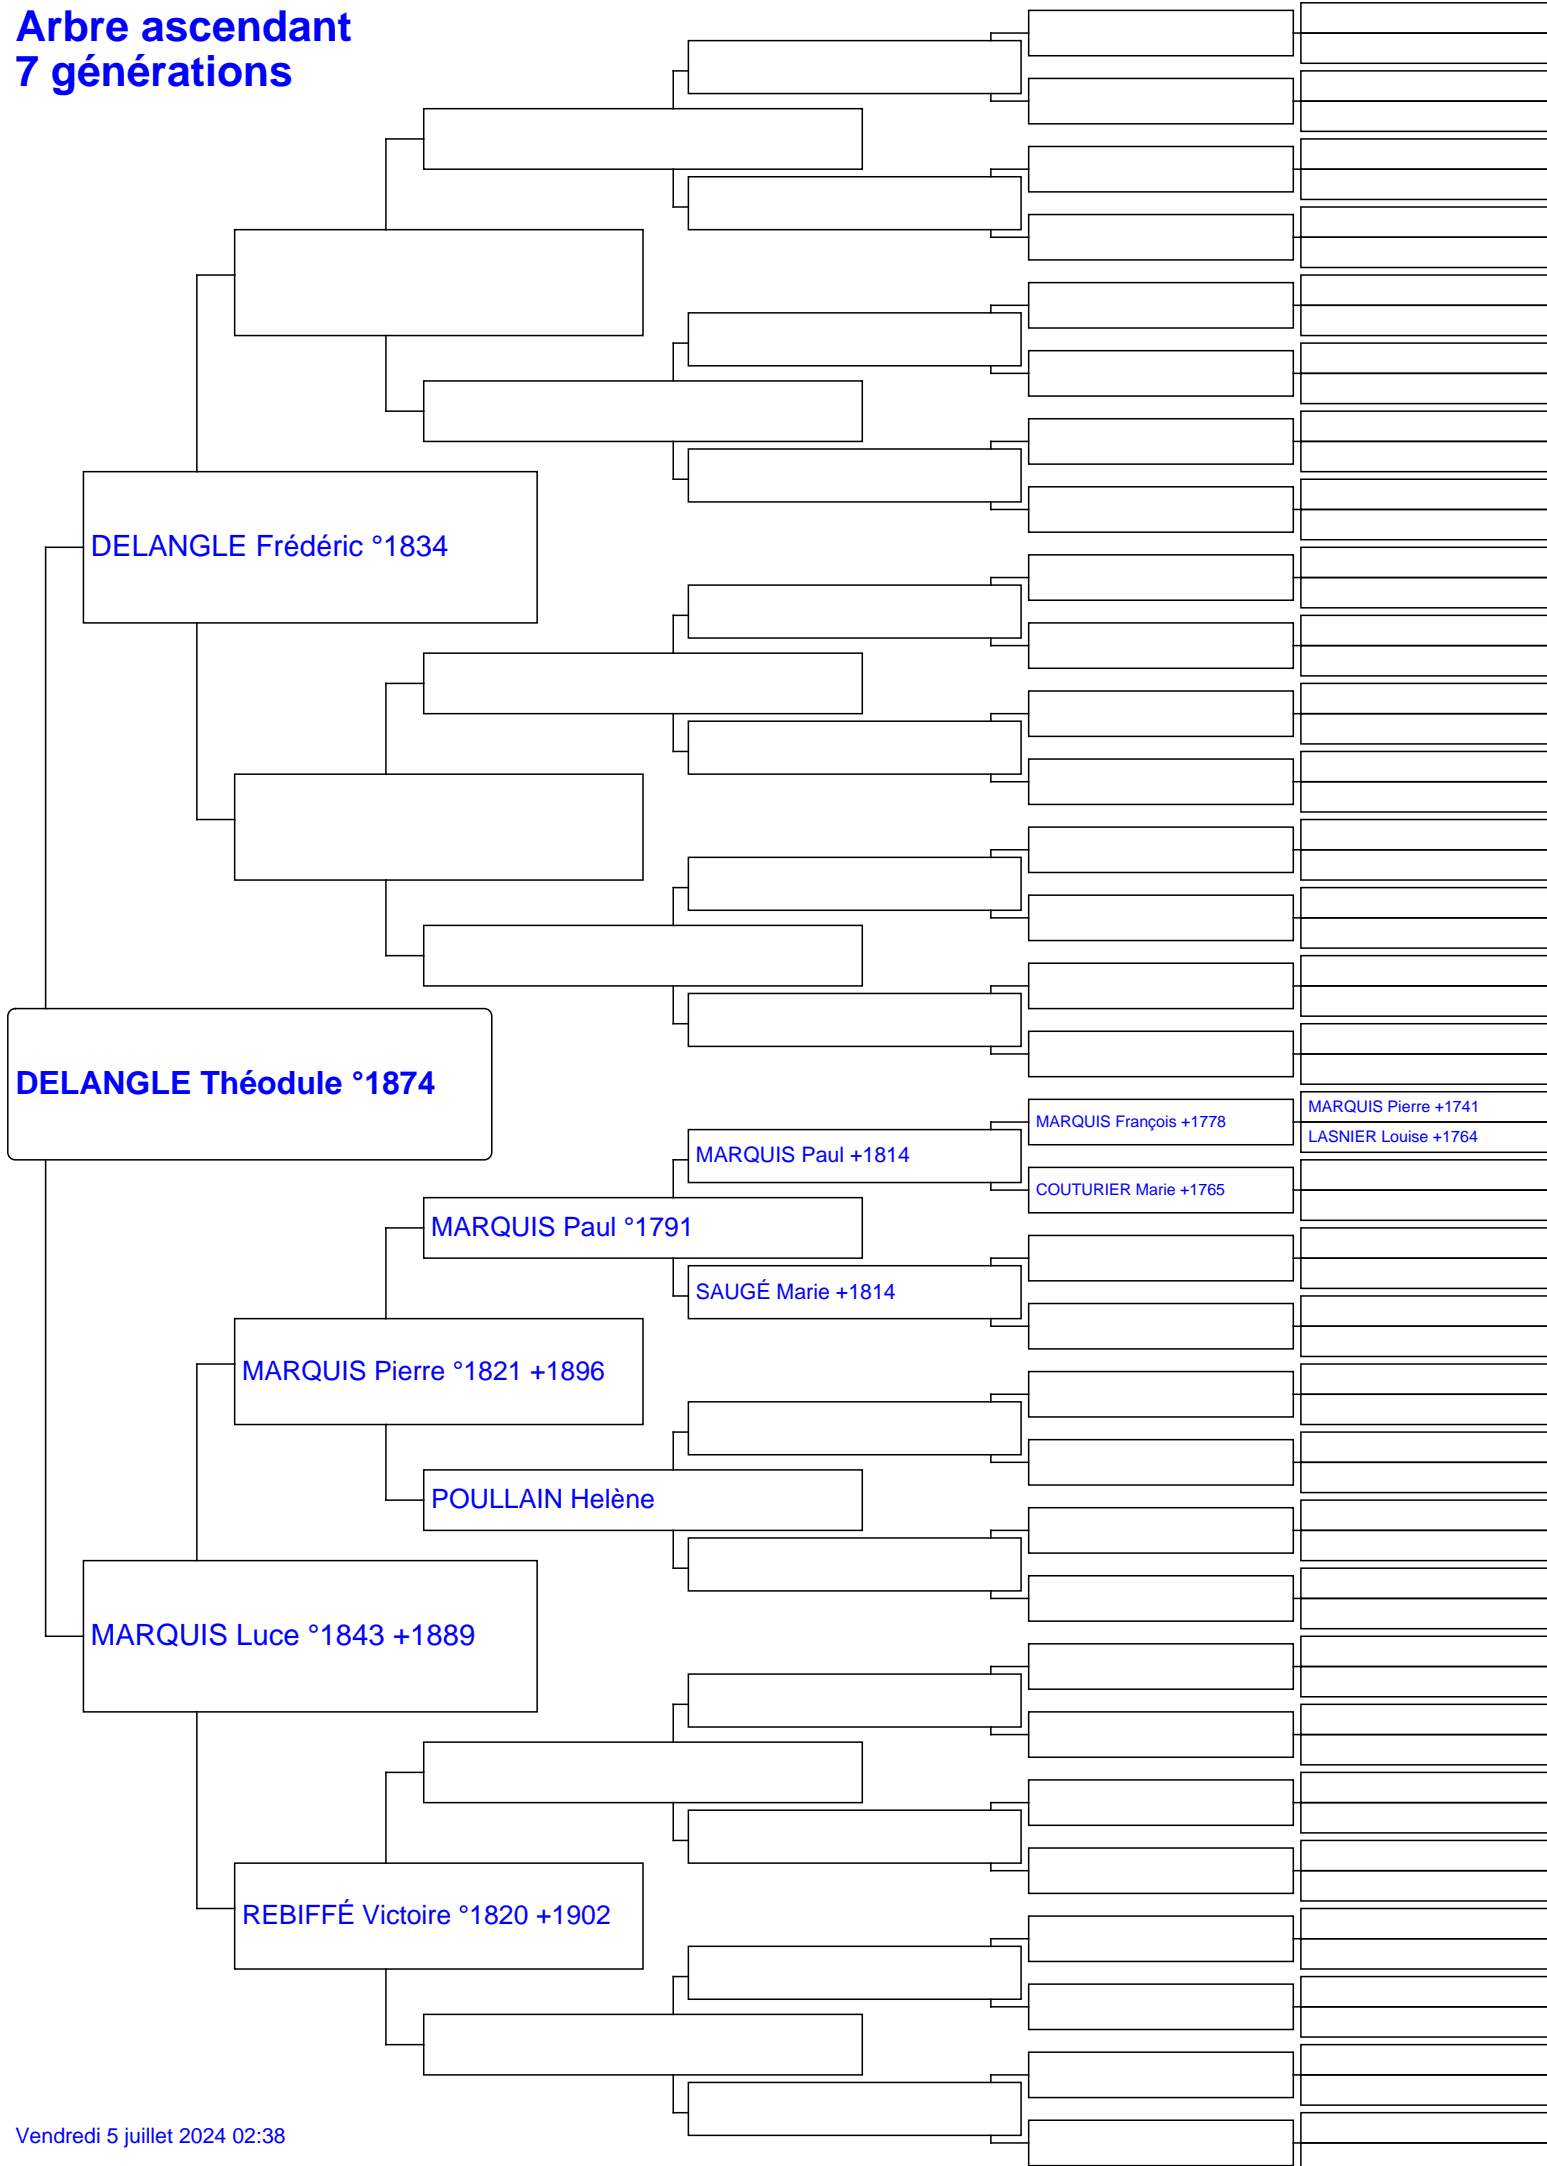 Arbre ascendant
7 générations
DELANGLE Frédéric °1834
DELANGLE Théodule °1874
MARQUIS Pierre +1741
MARQUIS François +1778
LASNIER Louise +1764
MARQUIS Paul +1814
COUTURIER Marie +1765
MARQUIS Paul °1791
SAUGÉ Marie +1814
MARQUIS Pierre °1821 +1896
POULLAIN Helène
MARQUIS Luce °1843 +1889
REBIFFÉ Victoire °1820 +1902
Vendredi 5 juillet 2024 02:38